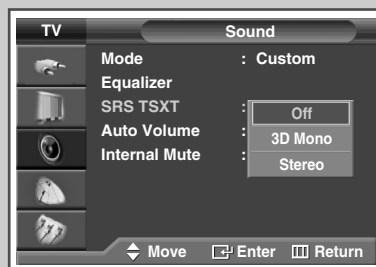 TV Sound
Mode : Custom
Equalizer
SRS TSXT : Off
Auto Volume : 3D Mono
Internal Mute : Stereo
Move Enter Return